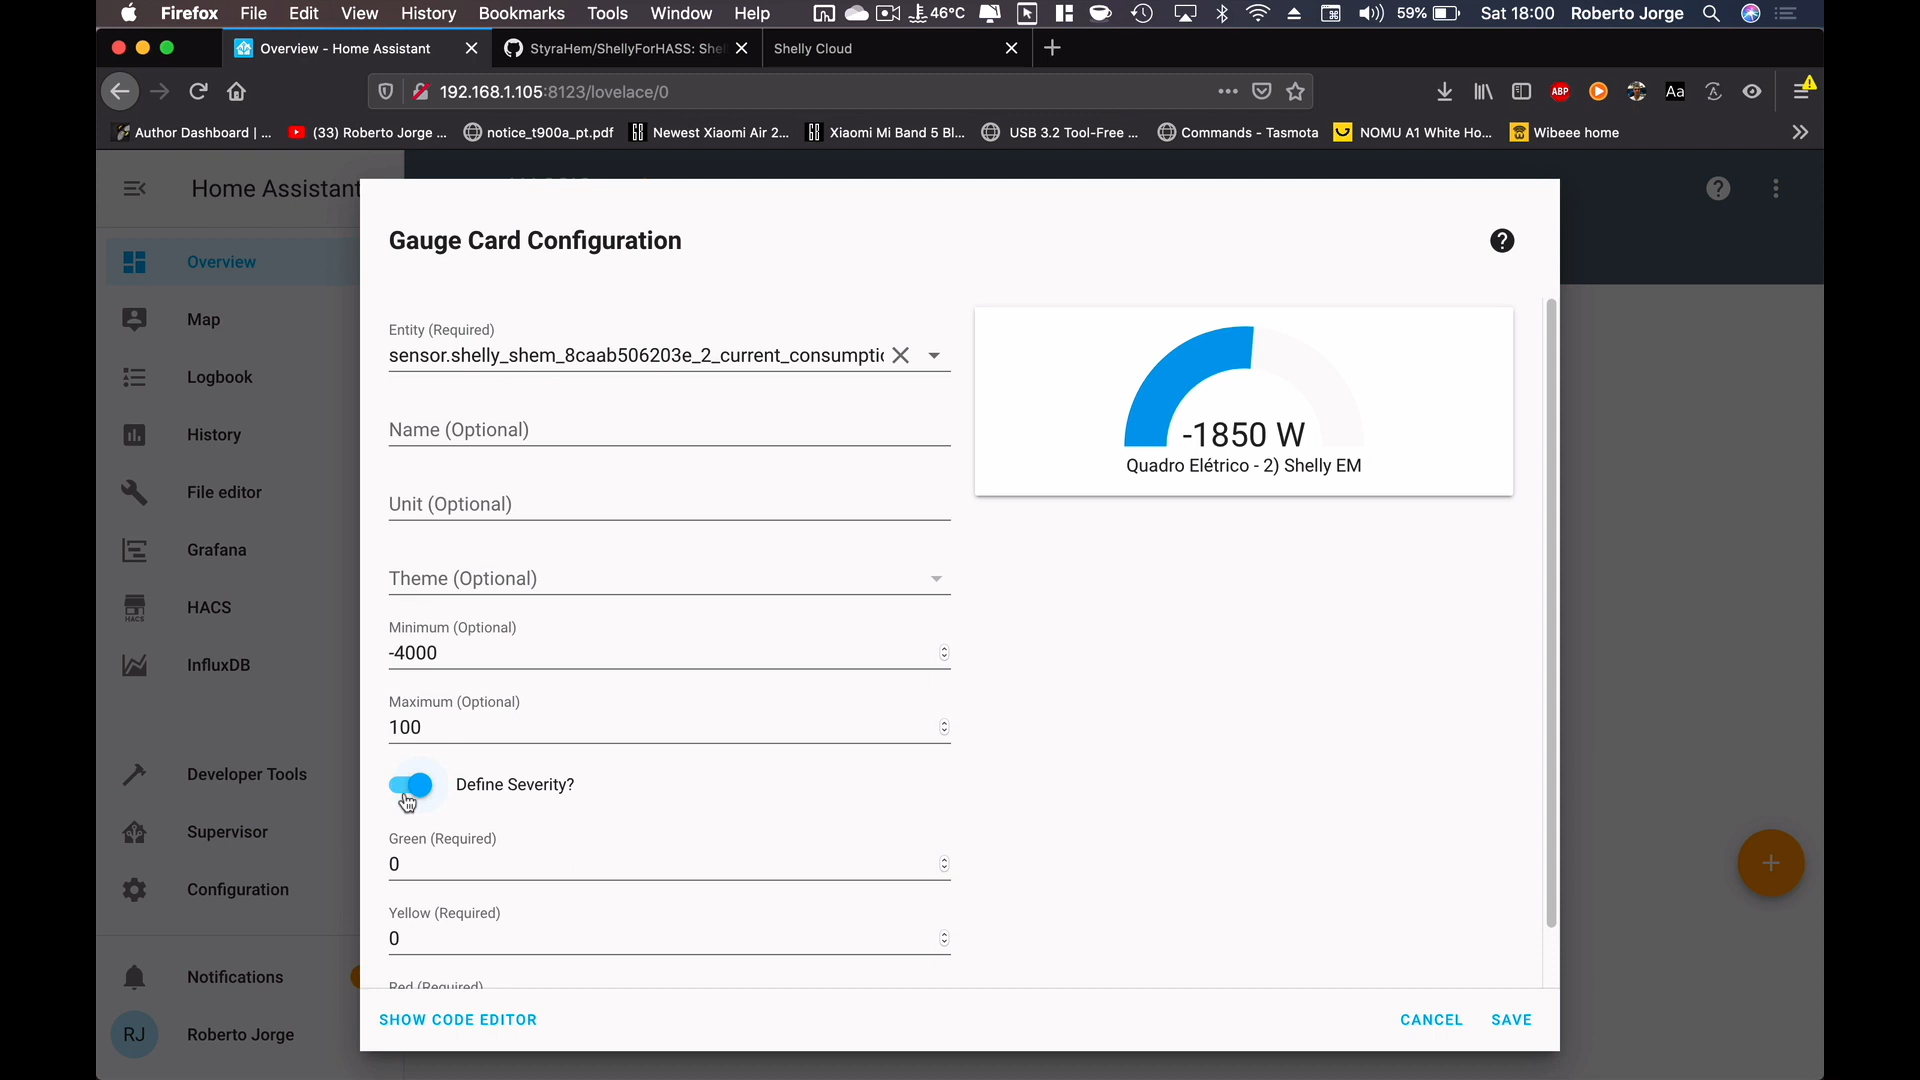 Firefox File Edit View History Bookmarks Tools Window Help 46°C 59% Sat 18:00 Roberto Jorge
Overview - Home Assistant
StyraHem/ShellyForHASS: She
Shelly Cloud
192.168.1.105:8123/lovelace/0
ABP
Aa
Author Dashboard | ...
(33) Roberto Jorge ...
notice_t900a_pt.pdf
Newest Xiaomi Air 2...
Xiaomi Mi Band 5 Bl...
USB 3.2 Tool-Free ...
Commands - Tasmota
NOMU A1 White Ho...
Wibeee home
Home Assistant
Overview
Map
Logbook
History
File editor
Grafana
HACS
HACS
InfluxDB
Developer Tools
Supervisor
Configuration
Notifications
RJ
Roberto Jorge
Gauge Card Configuration
Entity (Required)
sensor.shelly_shem_8caab506203e_2_current_consumptic
Name (Optional)
Unit (Optional)
Theme (Optional)
Minimum (Optional)
-4000
Maximum (Optional)
100
Define Severity?
Green (Required)
0
Yellow (Required)
0
Red (Required)
-1850 W
Quadro Elétrico - 2) Shelly EM
SHOW CODE EDITOR
CANCEL
SAVE